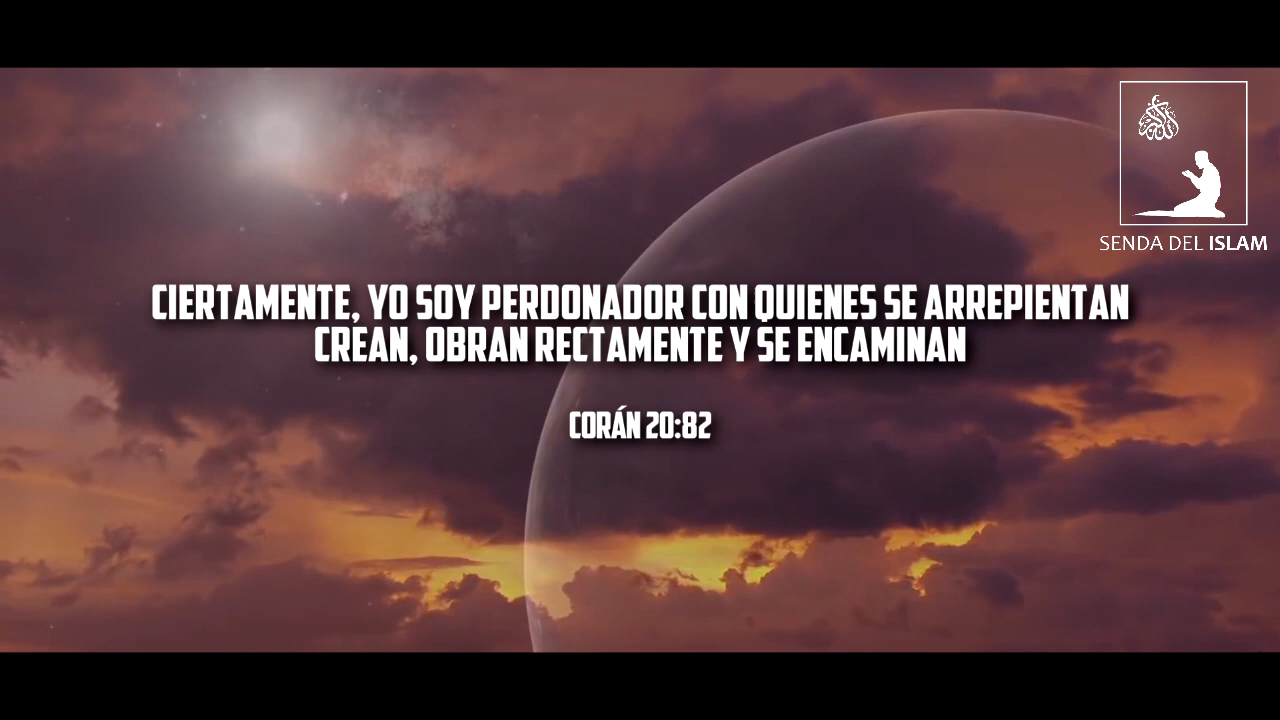 SENDA DEL ISLAM
CIERTAMENTE, YO SOY PERDONADOR CON QUIENES SE ARREPIENTAN
CREAN, OBRAN RECTAMENTE Y SE ENCAMINAN
CORÁN 20:82